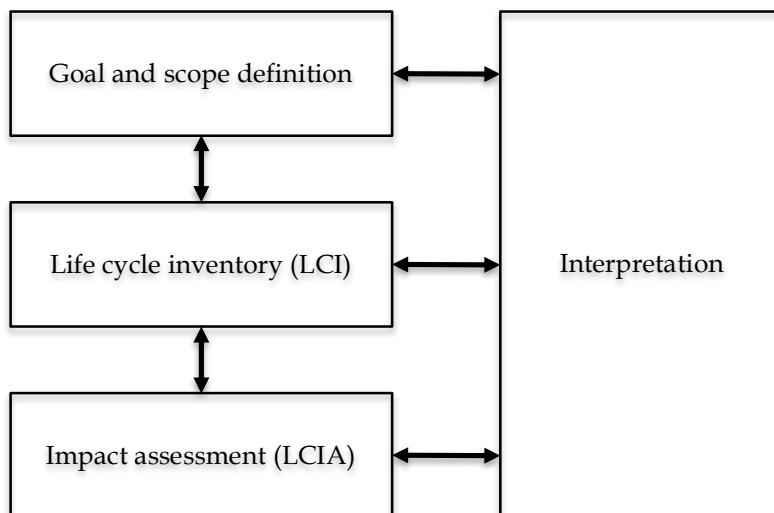 Goal and scope definition
Life cycle inventory (LCI)
Interpretation
Impact assessment (LCIA)